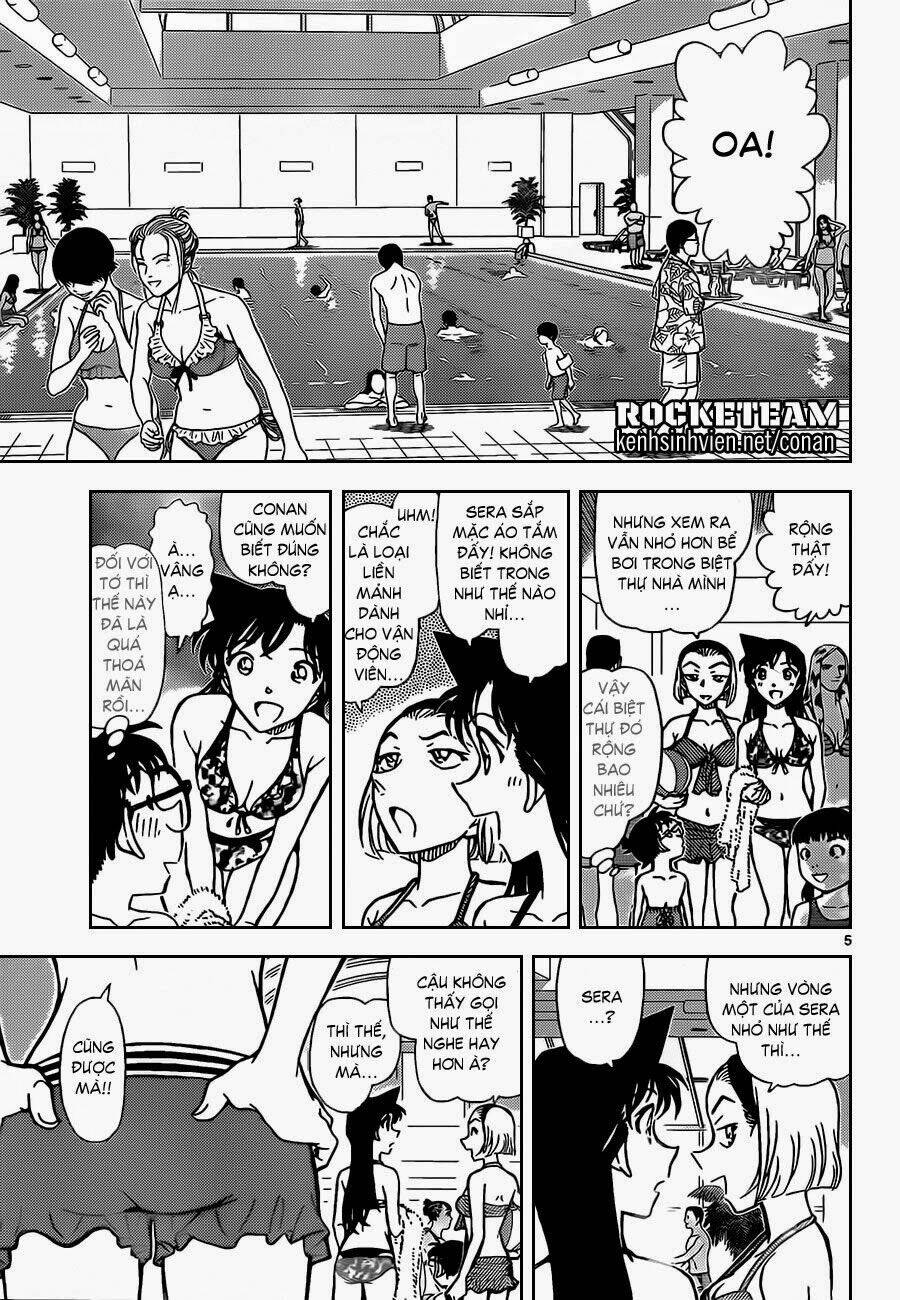 OA!
ROCKETEAM
kenhsinhvien.net/conan
RỘNG
THẬT
ĐẤY!
NHƯNG XEM RA
VẪN NHỎ HƠN BỂ
BƠI TRONG BIỆT
THỰ NHÀ MÌNH
...
VẬY
CÁI BIỆT
THỰ ĐÓ
RỘNG
BAO
NHIÊU
CHỨ?
SERA SẮP
MẶC ÁO TẮM
ĐẤY! KHÔNG
BIẾT TRONG
NHƯ THẾ NÀO
NHỈ...
UHM!
CHẮC
LÀ LOẠI
LIỀN
MẢNH
DÀNH
CHO VẬN
ĐỘNG
VIÊN...
CONAN
CŨNG MUỐN
BIẾT ĐÚNG
KHÔNG?
À...
VÂNG
Ạ...
ĐỐI VỚI
TỚ THÌ
THẾ NÀY
ĐÃ LÀ
QUÁ
THOẢ
MÃN
RỒI...
5
NHƯNG VÒNG
MỘT CỦA SERA
NHỎ NHƯ THẾ
THÌ...
SERA
...?
CẬU KHÔNG
THẤY GỌI
NHƯ THẾ
NGHE HAY
HƠN À?
THÌ THẾ,
NHƯNG
MÀ...
CŨNG
ĐƯỢC
MÀ!!